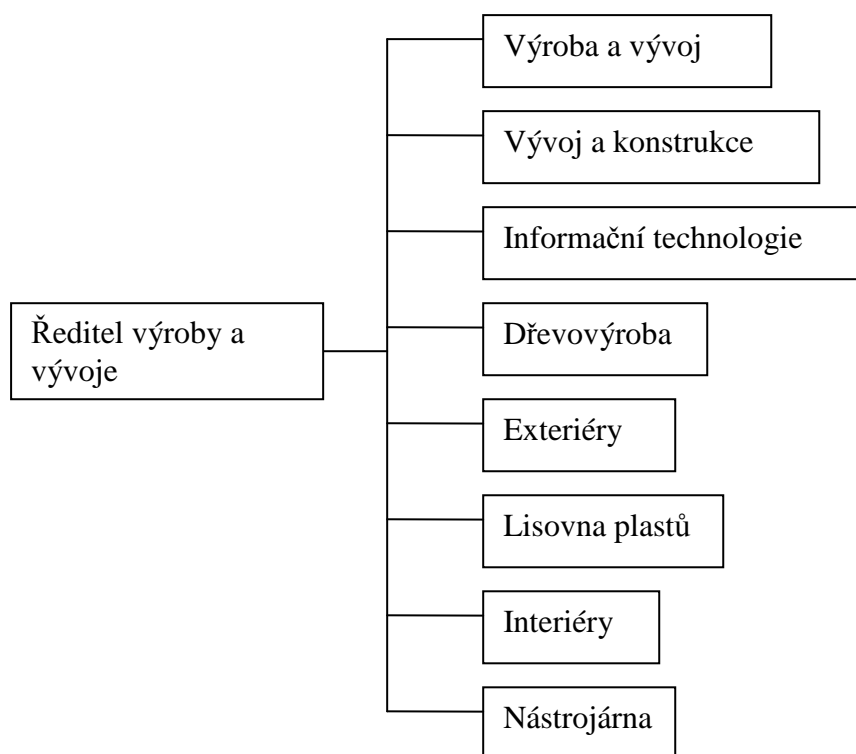 Výroba a vývoj
Vývoj a konstrukce
Informační technologie
Ředitel výroby a
vývoje
Dřevovýroba
Exteriéry
Lisovna plastů
Interiéry
Nástrojárna